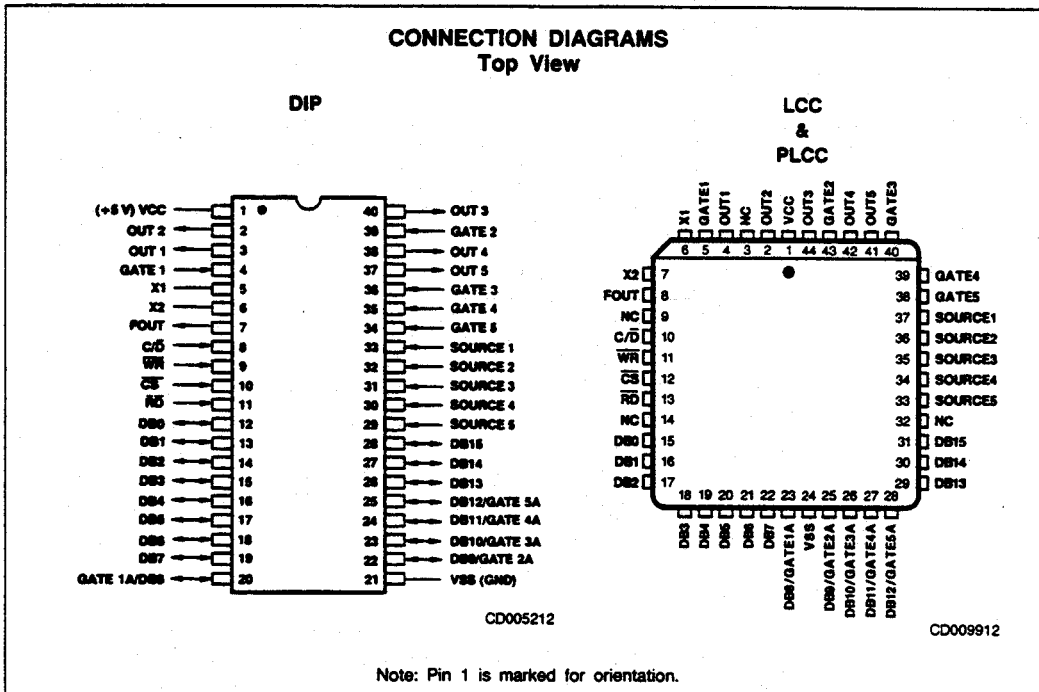 CONNECTION DIAGRAMS
Top View
DIP
(+5 V) VCC 1
OUT 2 2
OUT 1 3
GATE 1 4
X1 5
X2 6
FOUT 7
C/D̅ 8
W̅R̅ 9
C̅S̅ 10
R̅D̅ 11
DB0 12
DB1 13
DB2 14
DB3 15
DB4 16
DB5 17
DB6 18
DB7 19
GATE 1A/DB8 20
40 OUT 3
39 GATE 2
38 OUT 4
37 OUT 5
36 GATE 3
35 GATE 4
34 GATE 5
33 SOURCE 1
32 SOURCE 2
31 SOURCE 3
30 SOURCE 4
29 SOURCE 5
28 DB15
27 DB14
26 DB13
25 DB12/GATE 5A
24 DB11/GATE 4A
23 DB10/GATE 3A
22 DB9/GATE 2A
21 VSS (GND)
CD005212
LCC
&
PLCC
X1 GATE1 OUT1 NC OUT2 VCC OUT3 GATE2 OUT4 OUT5 GATE3
6 5 4 3 2 1 44 43 42 41 40
X2 7
FOUT 8
NC 9
C/D̅ 10
W̅R̅ 11
C̅S̅ 12
R̅D̅ 13
NC 14
DB0 15
DB1 16
DB2 17
39 GATE4
38 GATE5
37 SOURCE1
36 SOURCE2
35 SOURCE3
34 SOURCE4
33 SOURCE5
32 NC
31 DB15
30 DB14
29 DB13
18 19 20 21 22 23 24 25 26 27 28
DB3 DB4 DB5 DB6 DB7 DB8/GATE1A VSS DB9/GATE2A DB10/GATE3A DB11/GATE4A DB12/GATE5A
CD009912
Note: Pin 1 is marked for orientation.